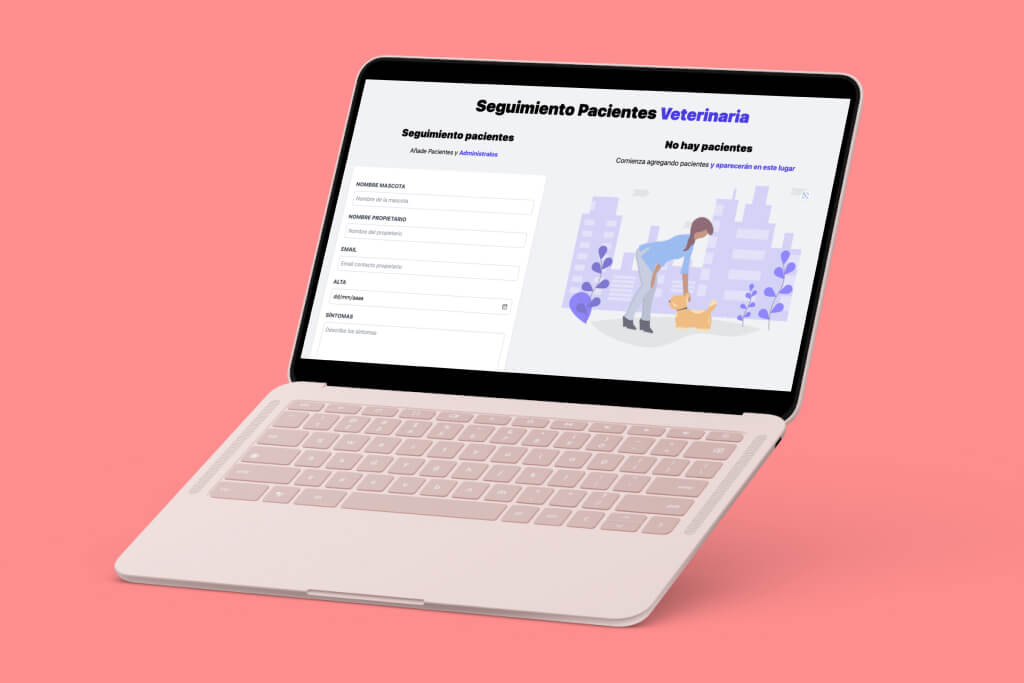 Seguimiento Pacientes Veterinaria
Seguimiento pacientes
Añade Pacientes y Administralos
NOMBRE MASCOTA
Nombre de la mascota
NOMBRE PROPIETARIO
Nombre del propietario
EMAIL
Email contacto propietario
ALTA
dd/mm/aaaa
SÍNTOMAS
Describe los síntomas
No hay pacientes
Comienza agregando pacientes y aparecerán en este lugar